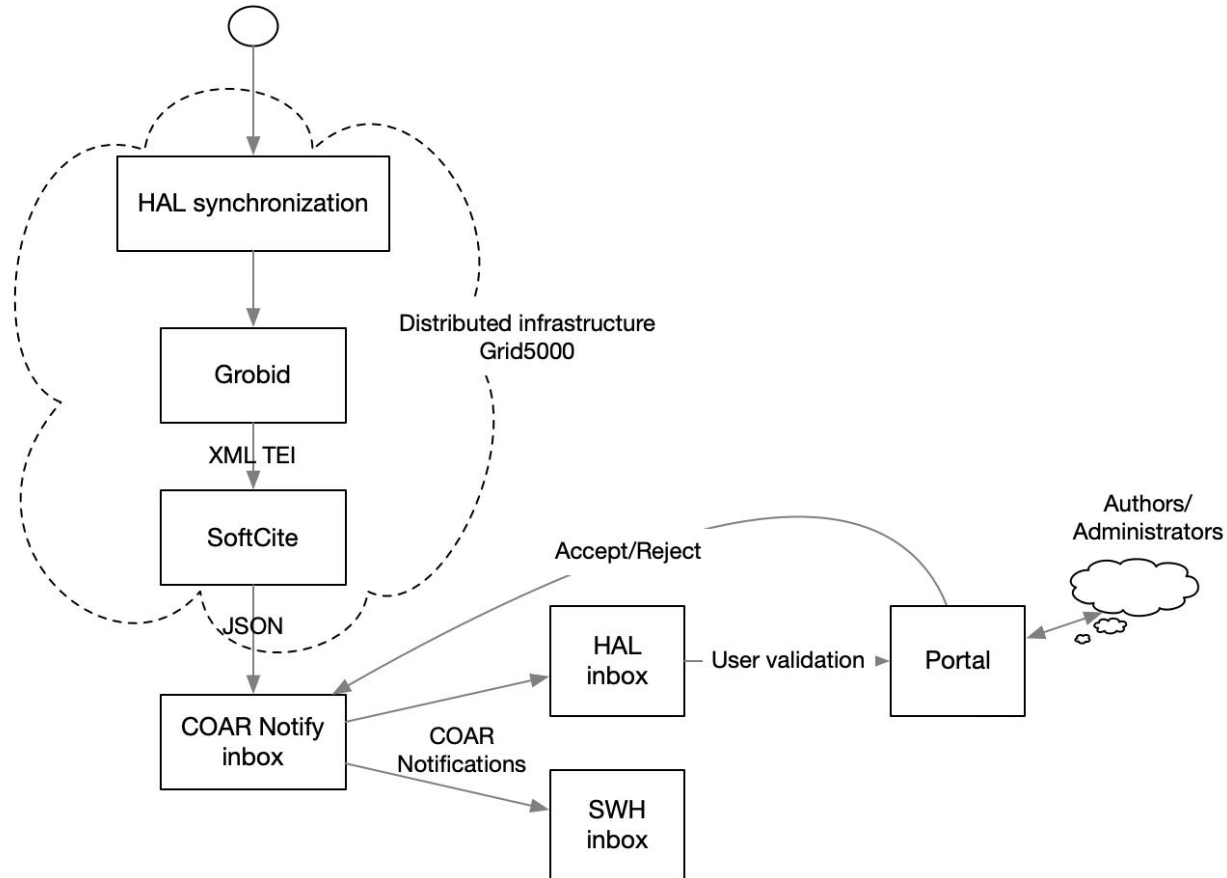 HAL synchronization
Distributed infrastructure
Grid5000
Grobid
XML TEI
SoftCite
JSON
Authors/
Administrators
Accept/Reject
HAL
inbox
User validation
Portal
COAR Notify
inbox
COAR
Notifications
SWH
inbox